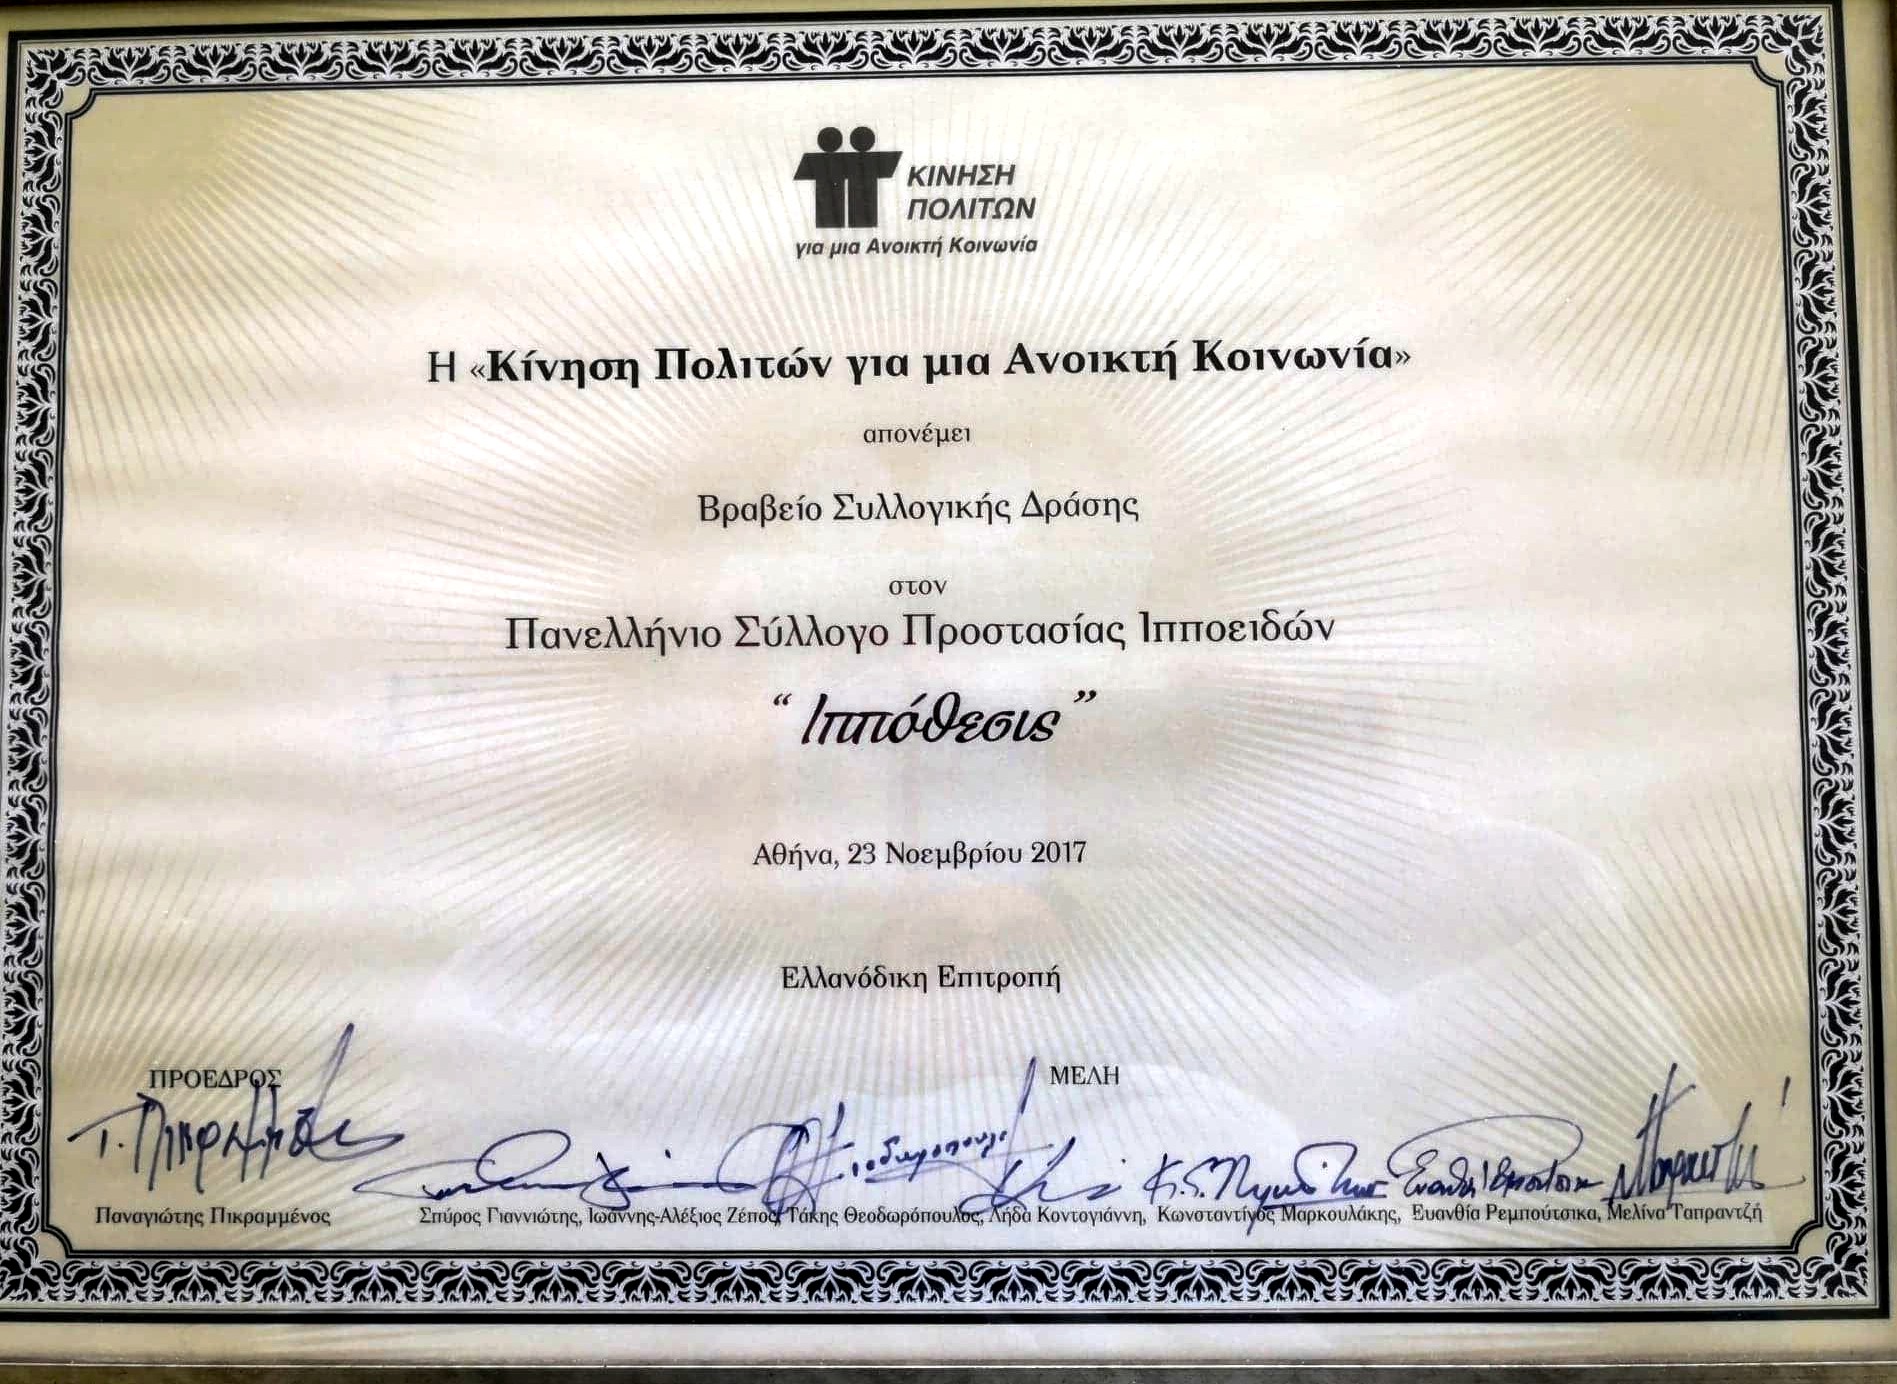 ΚΙΝΗΣΗ
ΠΟΛΙΤΩΝ
για μια Ανοικτή Κοινωνία
Η «Κίνηση Πολιτών για μια Ανοικτή Κοινωνία»
απονέμει
Βραβείο Συλλογικής Δράσης
στον
Πανελλήνιο Σύλλογο Προστασίας Ιπποειδών
“ Ιππόθεσις ”
Αθήνα, 23 Νοεμβρίου 2017
Ελλανόδικη Επιτροπή
ΠΡΟΕΔΡΟΣ
ΜΕΛΗ
Παναγιώτης Πικραμμένος
Σπύρος Γιαννιώτης, Ιωάννης-Αλέξιος Ζέπος, Τάκης Θεοδωρόπουλος, Λήδα Κοντογιάννη, Κωνσταντίνος Μαρκουλάκης, Ευανθία Ρεμπούτσικα, Μελίνα Ταπραντζή